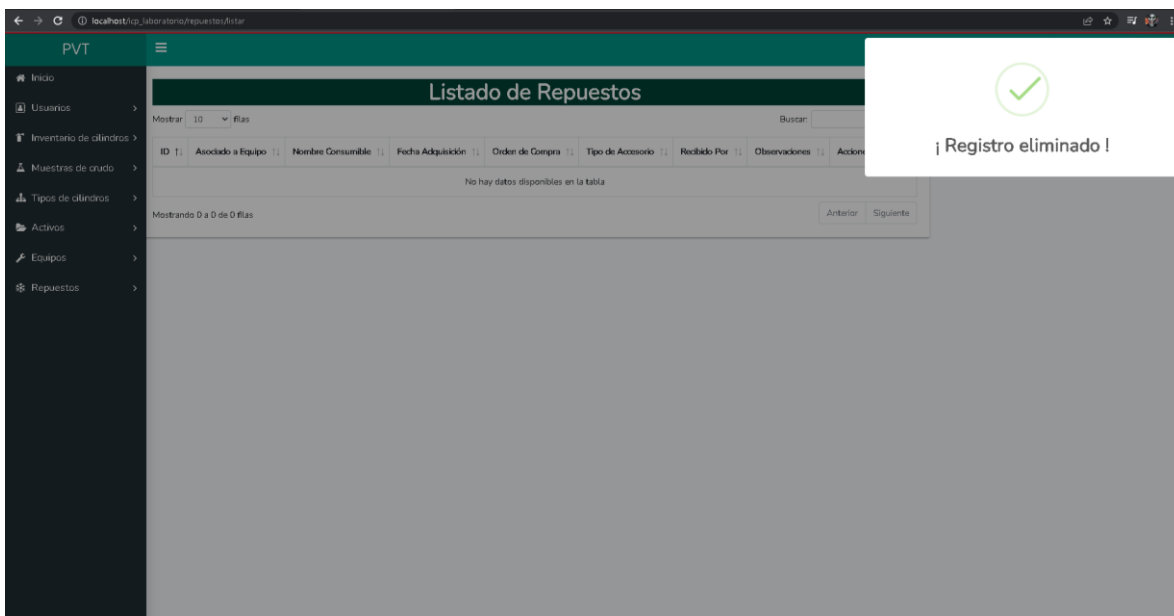 localhost/icp_laboratorio/repuestos/listar
PVT
Inicio
Usuarios
Inventario de cilindros
Muestras de crudo
Tipos de cilindros
Activos
Equipos
Repuestos
Listado de Repuestos
Mostrar 10 filas
Buscar:
ID Asociado a Equipo Nombre Consumible Fecha Adquisición Orden de Compra Tipo de Accesorio Recibido Por Observaciones Accione
No hay datos disponibles en la tabla
Mostrando 0 a 0 de 0 filas
Anterior Siguiente
¡ Registro eliminado !